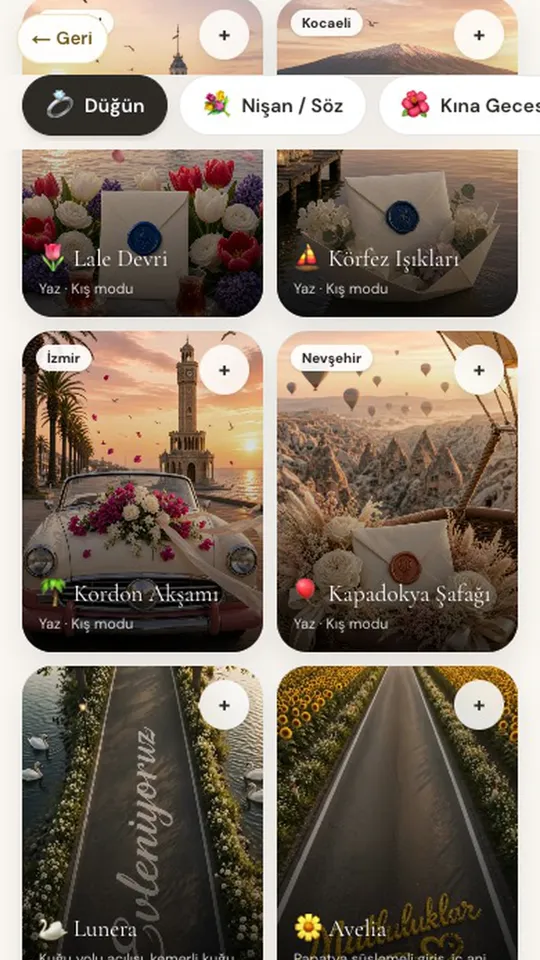 ← Geri
+
Kocaeli
+
Düğün
Nişan / Söz
Kına Geces
Lale Devri
Yaz · Kış modu
Körfez Işıkları
Yaz · Kış modu
İzmir
+
Nevşehir
+
Kordon Akşamı
Yaz · Kış modu
Kapadokya Şafağı
Yaz · Kış modu
+
+
Evleniyoruz
Lunera
Kuğu yolu açılışı, kemerli kuğu
Mutluluklar
Avelia
Papatya süslemeli giriş, iç ani